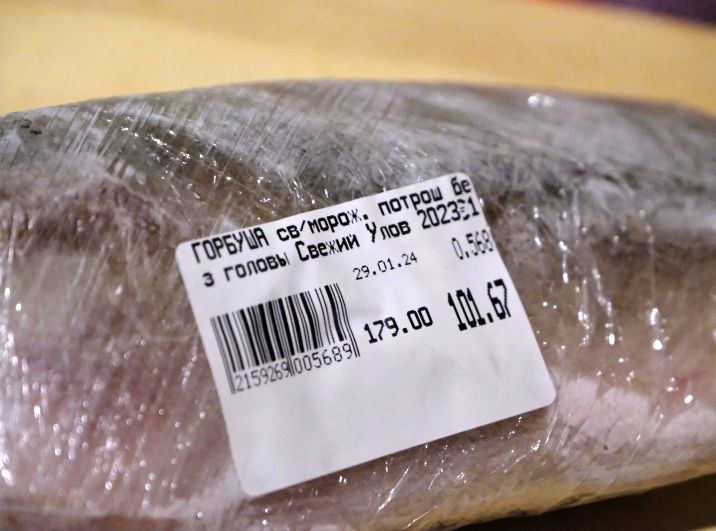 ГОРБУША св/морож. потрош бе
з головы Свежий Улов 2023г1
29.01.24
0.568
179.00
101.67
2159269 005689